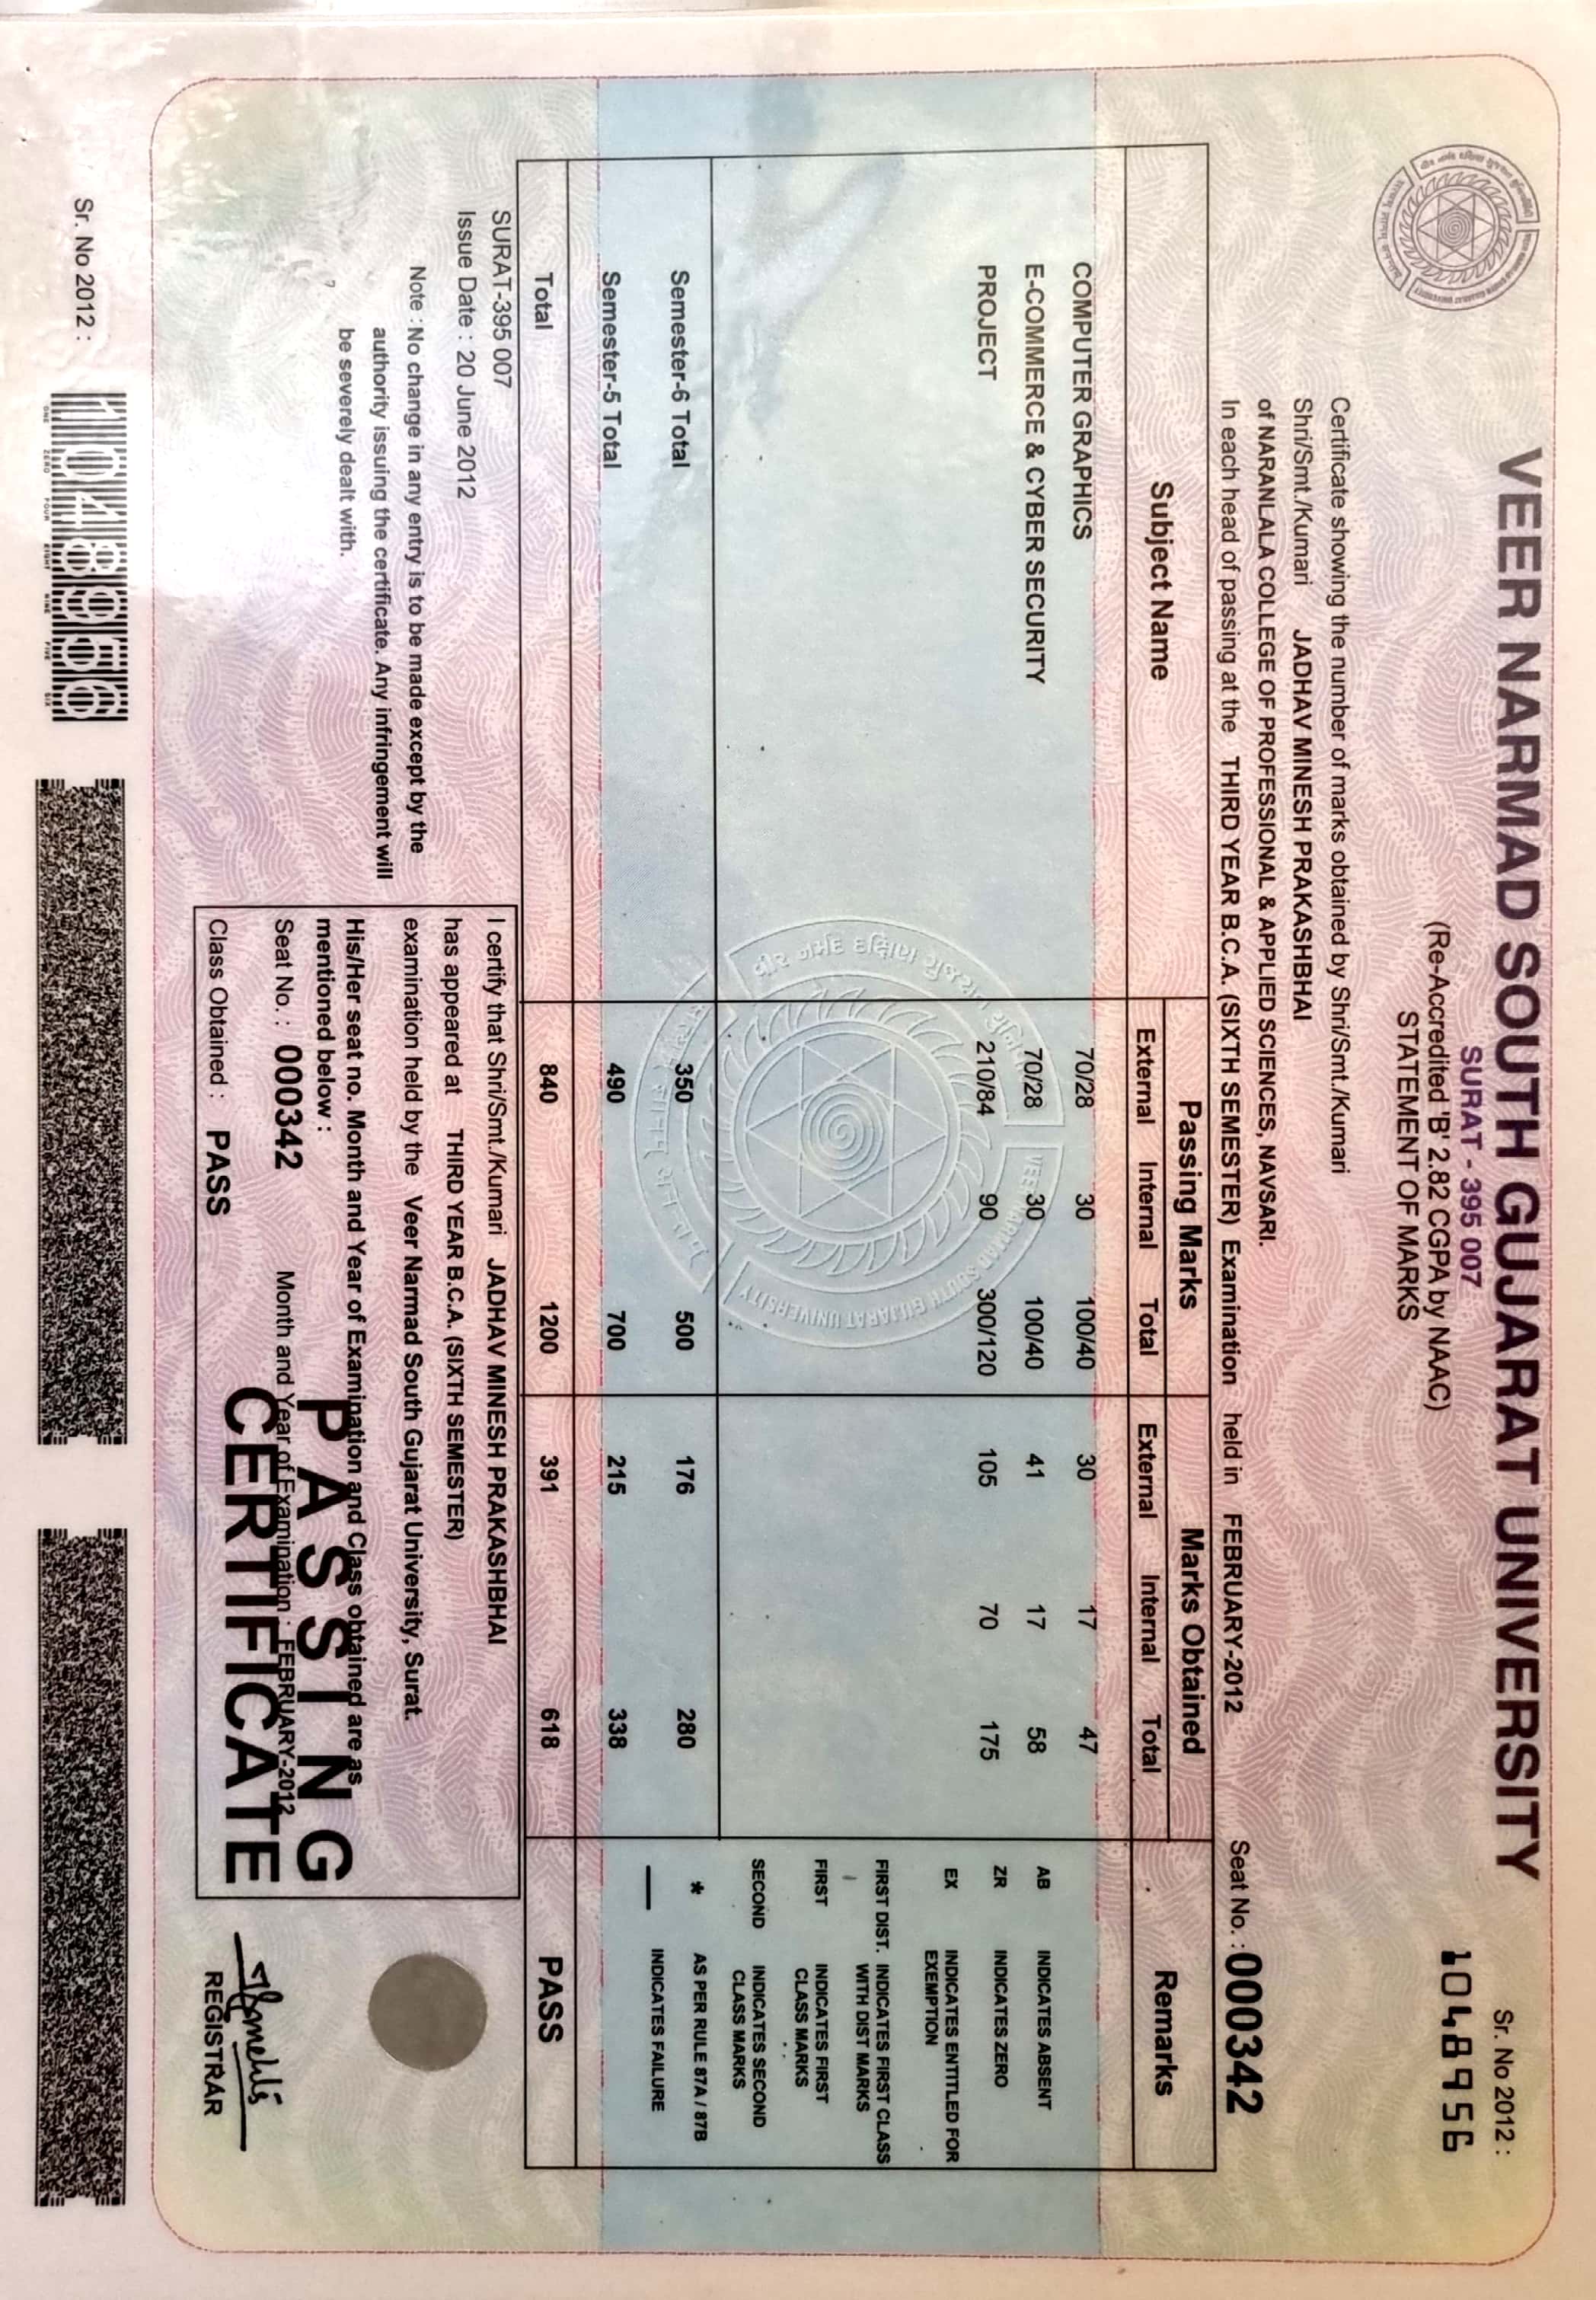 VEER NARMAD SOUTH GUJARAT UNIVERSITY
SURAT - 395 007
(Re-Accredited 'B' 2.82 CGPA by NAAC)
STATEMENT OF MARKS
Sr. No 2012 :
1048956
Certificate showing the number of marks obtained by Shri/Smt./Kumari
Shri/Smt./Kumari JADHAV MINESH PRAKASHBHAI
of NARANLALA COLLEGE OF PROFESSIONAL & APPLIED SCIENCES, NAVSARI.
In each head of passing at the THIRD YEAR B.C.A. (SIXTH SEMESTER) Examination held in FEBRUARY-2012 Seat No. : 000342
Subject Name Passing Marks Marks Obtained Remarks
External Internal Total External Internal Total
COMPUTER GRAPHICS 70/28 30 100/40 30 17 47
E-COMMERCE & CYBER SECURITY 70/28 30 100/40 41 17 58
PROJECT 210/84 90 300/120 105 70 175
AB INDICATES ABSENT
ZR INDICATES ZERO
EX INDICATES ENTITLED FOR
EXEMPTION
FIRST DIST. INDICATES FIRST CLASS
WITH DIST MARKS
FIRST INDICATES FIRST
CLASS MARKS
SECOND INDICATES SECOND
CLASS MARKS
* AS PER RULE 87A / 87B
— INDICATES FAILURE
Semester-6 Total 350 500 176 280
Semester-5 Total 490 700 215 338
Total 840 1200 391 618 PASS
SURAT-395 007
Issue Date : 20 June 2012
Note : No change in any entry is to be made except by the
authority issuing the certificate. Any infringement will
be severely dealt with.
I certify that Shri/Smt./Kumari JADHAV MINESH PRAKASHBHAI
has appeared at THIRD YEAR B.C.A. (SIXTH SEMESTER)
examination held by the Veer Narmad South Gujarat University, Surat.
His/Her seat no. Month and Year of Examination and Class obtained are as
mentioned below :
Seat No. : 000342 Month and Year of Examination : FEBRUARY-2012
Class Obtained : PASS
PASSING
CERTIFICATE
REGISTRAR
Sr. No 2012 :
1048956
ONE ZERO FOUR EIGHT NINE FIVE SIX